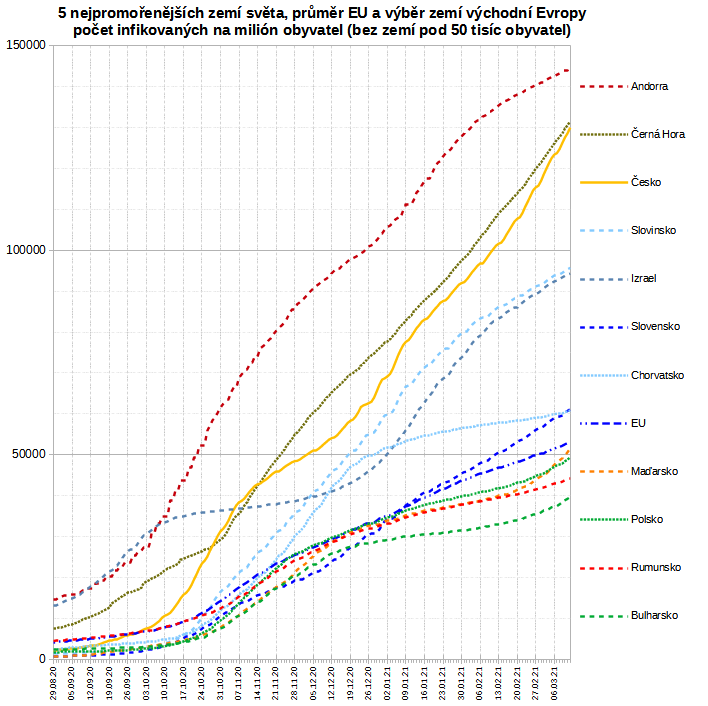 5 nejpromořenějších zemí světa, průměr EU a výběr zemí východní Evropy
počet infikovaných na milión obyvatel (bez zemí pod 50 tisíc obyvatel)
150000
100000
50000
0
Andorra
Černá Hora
Česko
Slovinsko
Izrael
Slovensko
Chorvatsko
EU
Maďarsko
Polsko
Rumunsko
Bulharsko
29.08.20
05.09.20
12.09.20
19.09.20
26.09.20
03.10.20
10.10.20
17.10.20
24.10.20
31.10.20
07.11.20
14.11.20
21.11.20
28.11.20
05.12.20
12.12.20
19.12.20
26.12.20
02.01.21
09.01.21
16.01.21
23.01.21
30.01.21
06.02.21
13.02.21
20.02.21
27.02.21
06.03.21